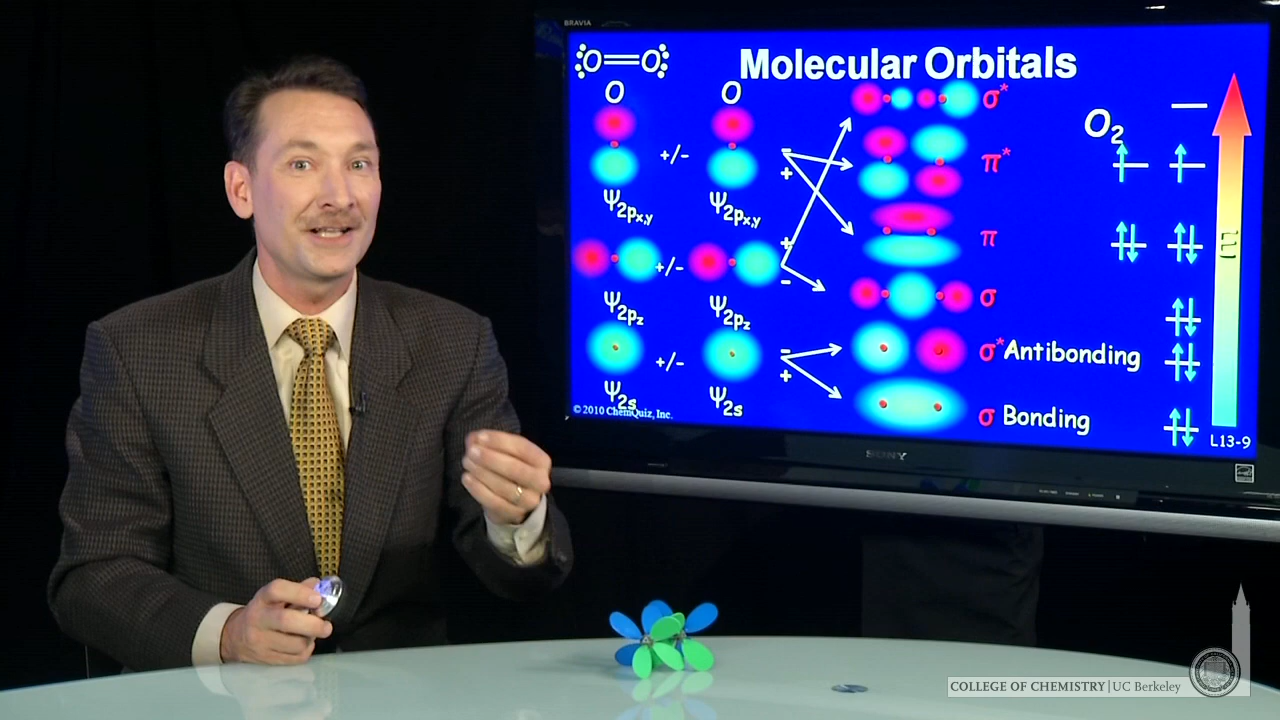 BRAVIA
O=O
Molecular Orbitals
O O
σ*
O₂
+/-
-
π*
+
Ψ2px,y Ψ2px,y
π
E
+
+/-
-
σ
Ψ2pz Ψ2pz
+/-
-
σ* Antibonding
+
Ψ2s Ψ2s
σ Bonding
© 2010 ChemQuiz, Inc.
L13-9
SONY
COLLEGE OF CHEMISTRY | UC Berkeley